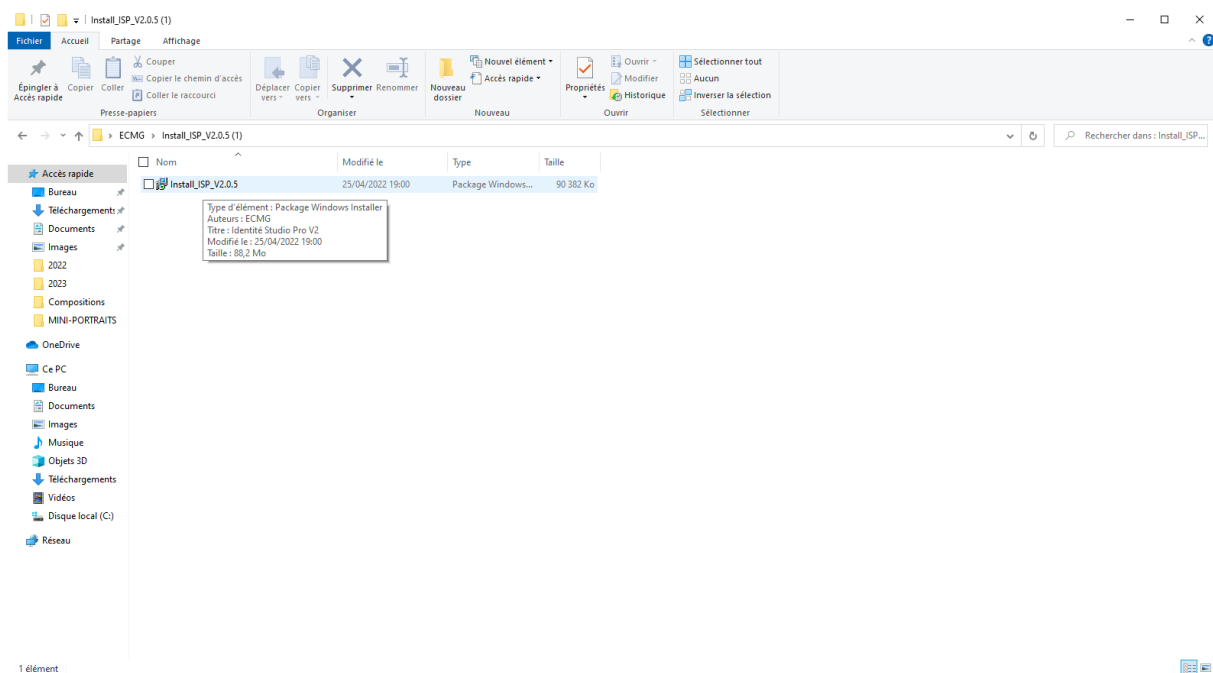 Install_ISP_V2.0.5 (1)
Fichier Accueil Partage Affichage
Épingler à Accès rapide
Copier
Coller
Couper
Copier le chemin d'accès
Coller le raccourci
Presse-papiers
Déplacer vers
Copier vers
Supprimer
Renommer
Organiser
Nouveau dossier
Nouvel élément
Accès rapide
Nouveau
Propriétés
Ouvrir
Modifier
Historique
Ouvrir
Sélectionner tout
Aucun
Inverser la sélection
Sélectionner
ECMG > Install_ISP_V2.0.5 (1)
Rechercher dans : Install_ISP...
Nom Modifié le Type Taille
Install_ISP_V2.0.5 25/04/2022 19:00 Package Windows... 90 382 Ko
Type d'élément : Package Windows Installer
Auteurs : ECMG
Titre : Identité Studio Pro V2
Modifié le : 25/04/2022 19:00
Taille : 88,2 Mo
Accès rapide
Bureau
Téléchargements
Documents
Images
2022
2023
Compositions
MINI-PORTRAITS
OneDrive
Ce PC
Bureau
Documents
Images
Musique
Objets 3D
Téléchargements
Vidéos
Disque local (C:)
Réseau
1 élément